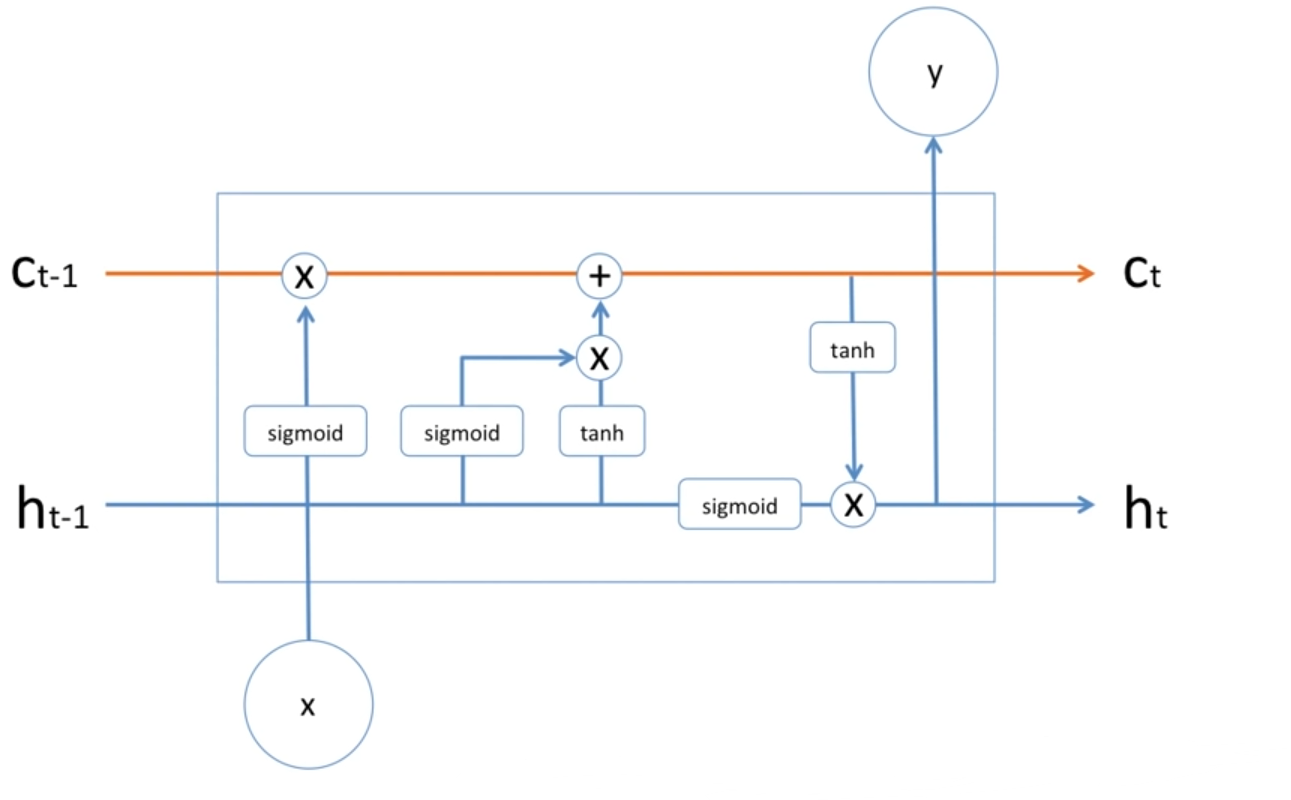 y
Ct-1
X
+
Ct
X
tanh
sigmoid
sigmoid
tanh
ht-1
sigmoid
X
ht
x